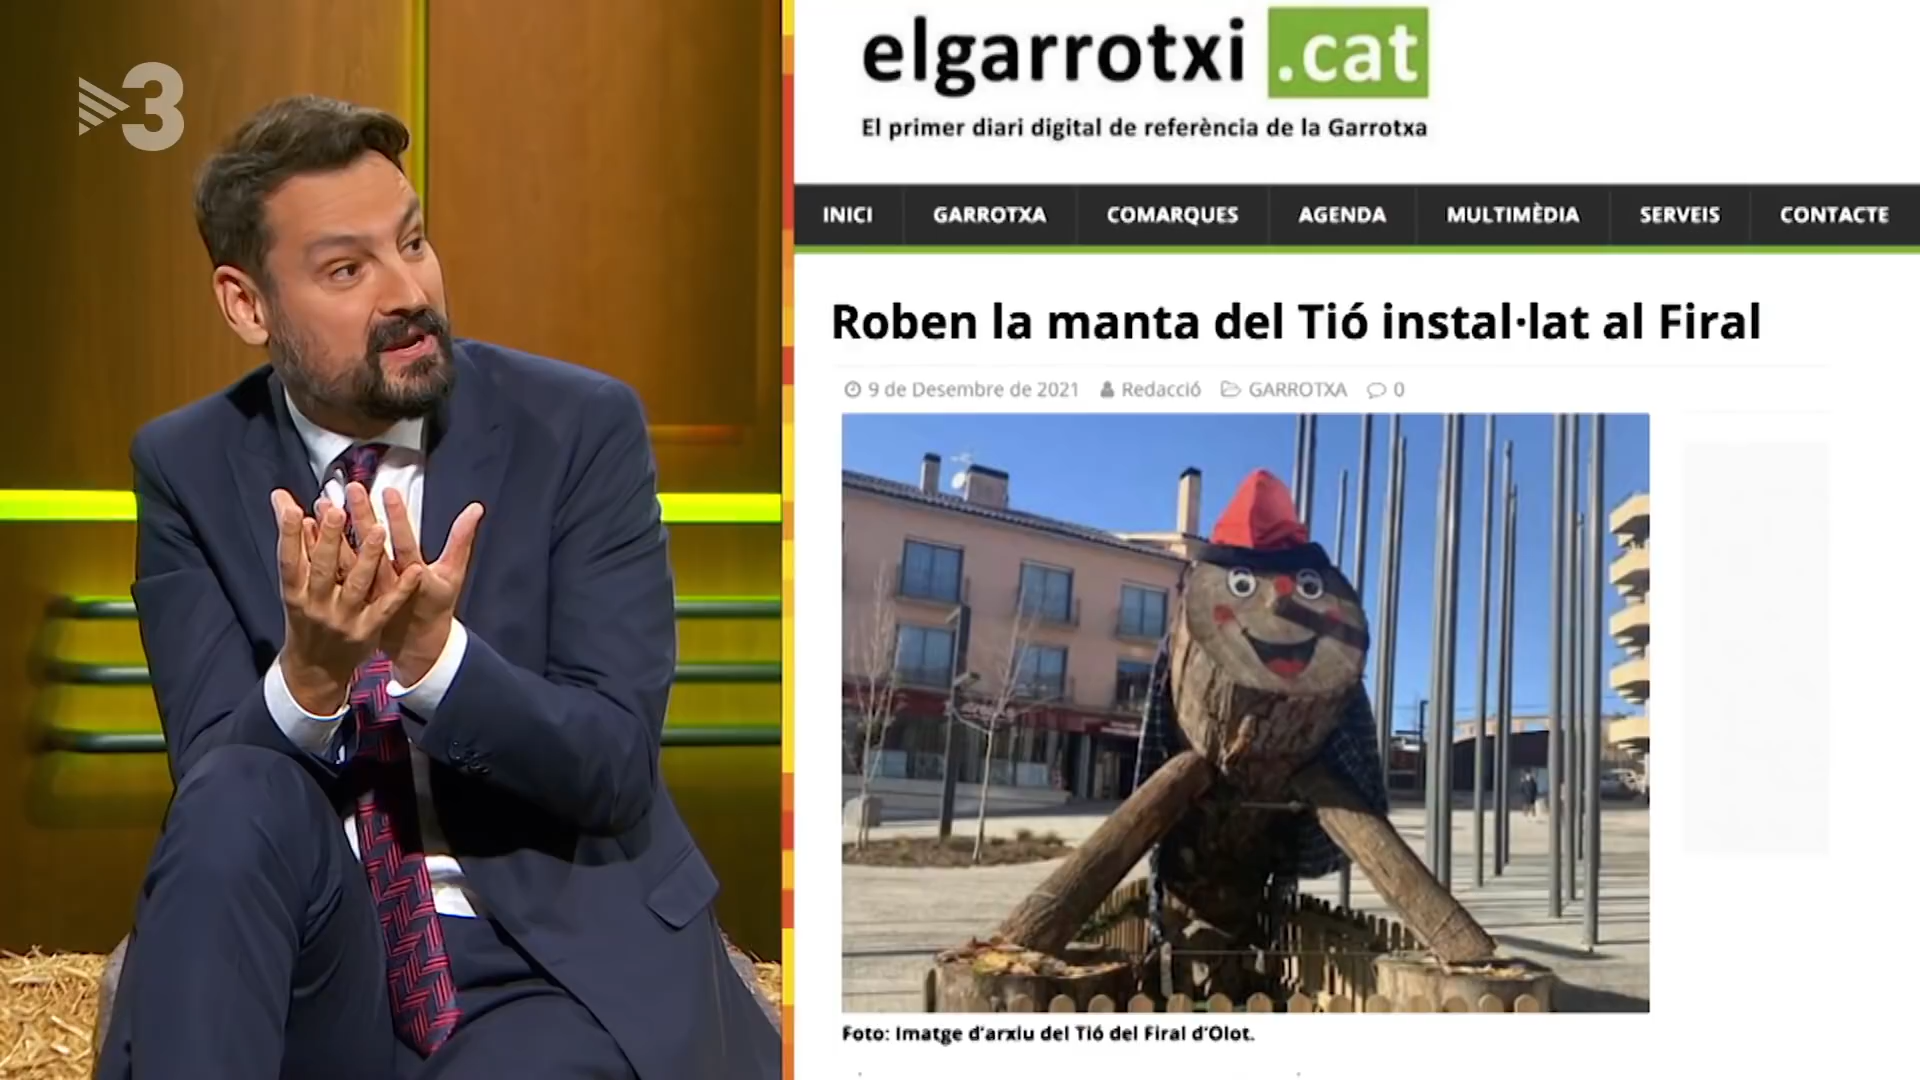 3
elgarrotxi .cat
El primer diari digital de referència de la Garrotxa
INICI GARROTXA COMARQUES AGENDA MULTIMÈDIA SERVEIS CONTACTE
Roben la manta del Tió instal·lat al Firal
9 de Desembre de 2021 Redacció GARROTXA 0
Foto: Imatge d'arxiu del Tió del Firal d'Olot.